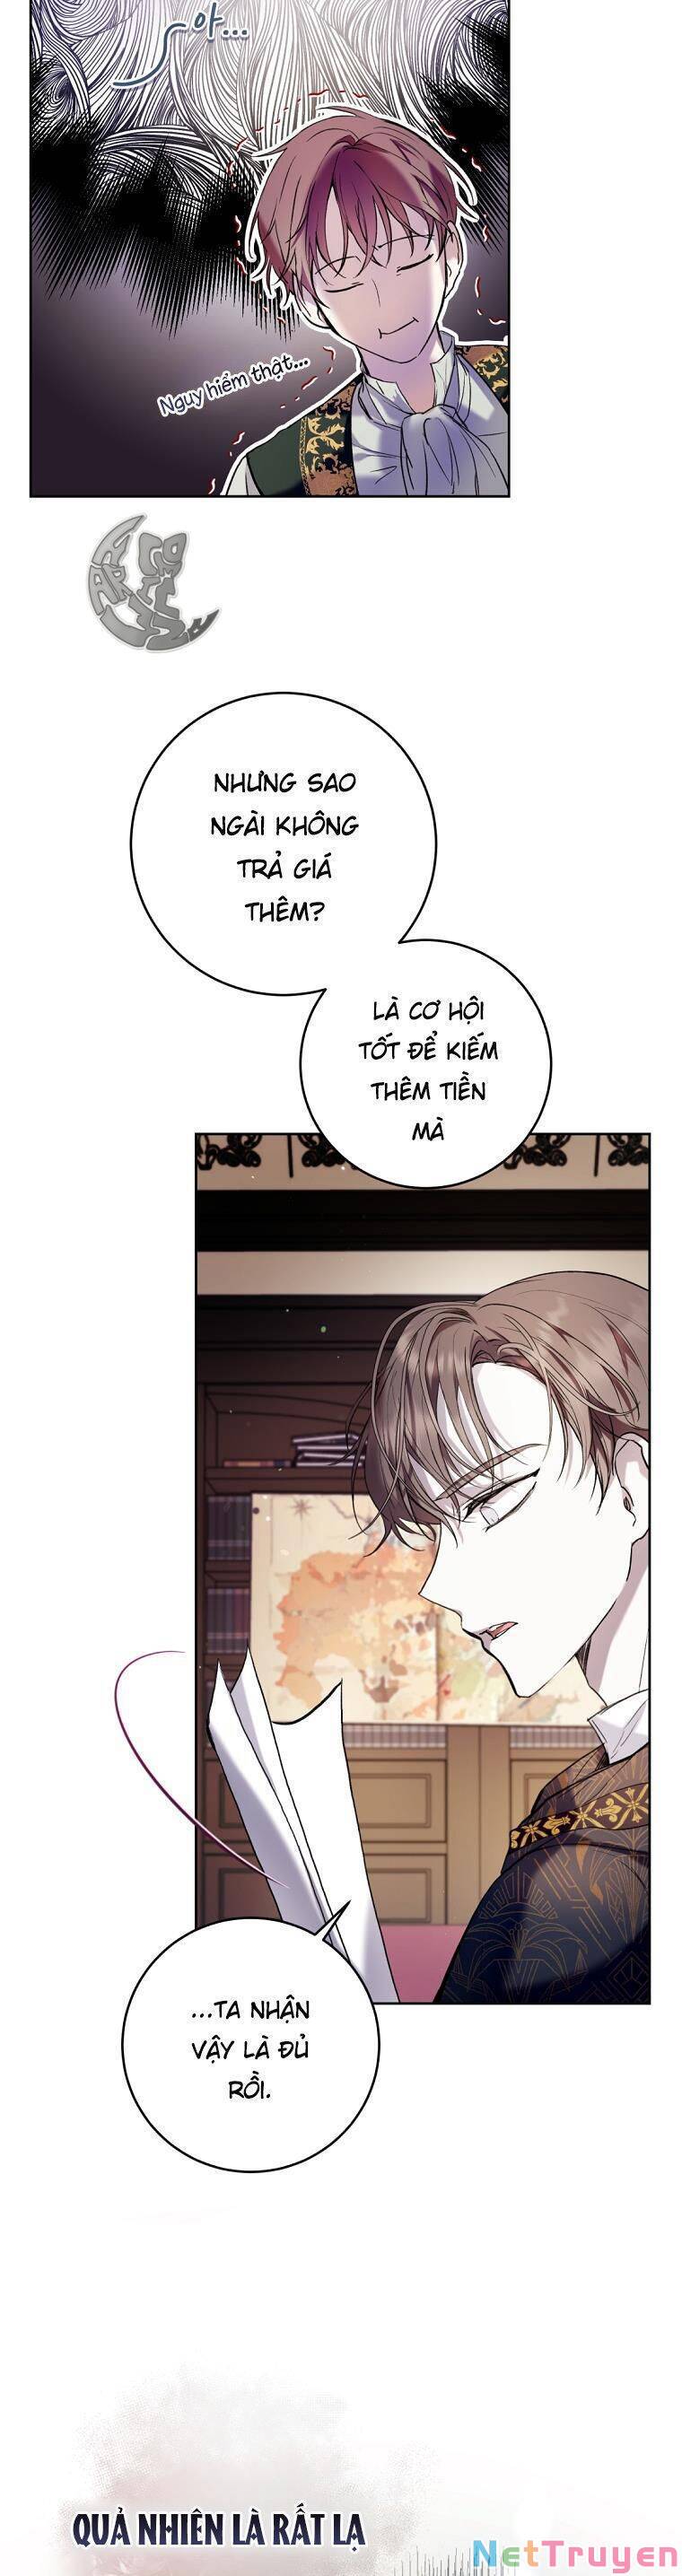 아...
Nguy hiểm thật...
NHƯNG SAO
NGÀI KHÔNG
TRẢ GIÁ
THÊM?
LÀ CƠ HỘI
TỐT ĐỂ KIẾM
THÊM TIỀN
MÀ
...TA NHẬN
VẬY LÀ ĐỦ
RỒI.
QUẢ NHIÊN LÀ RẤT LẠ
NetTruyen